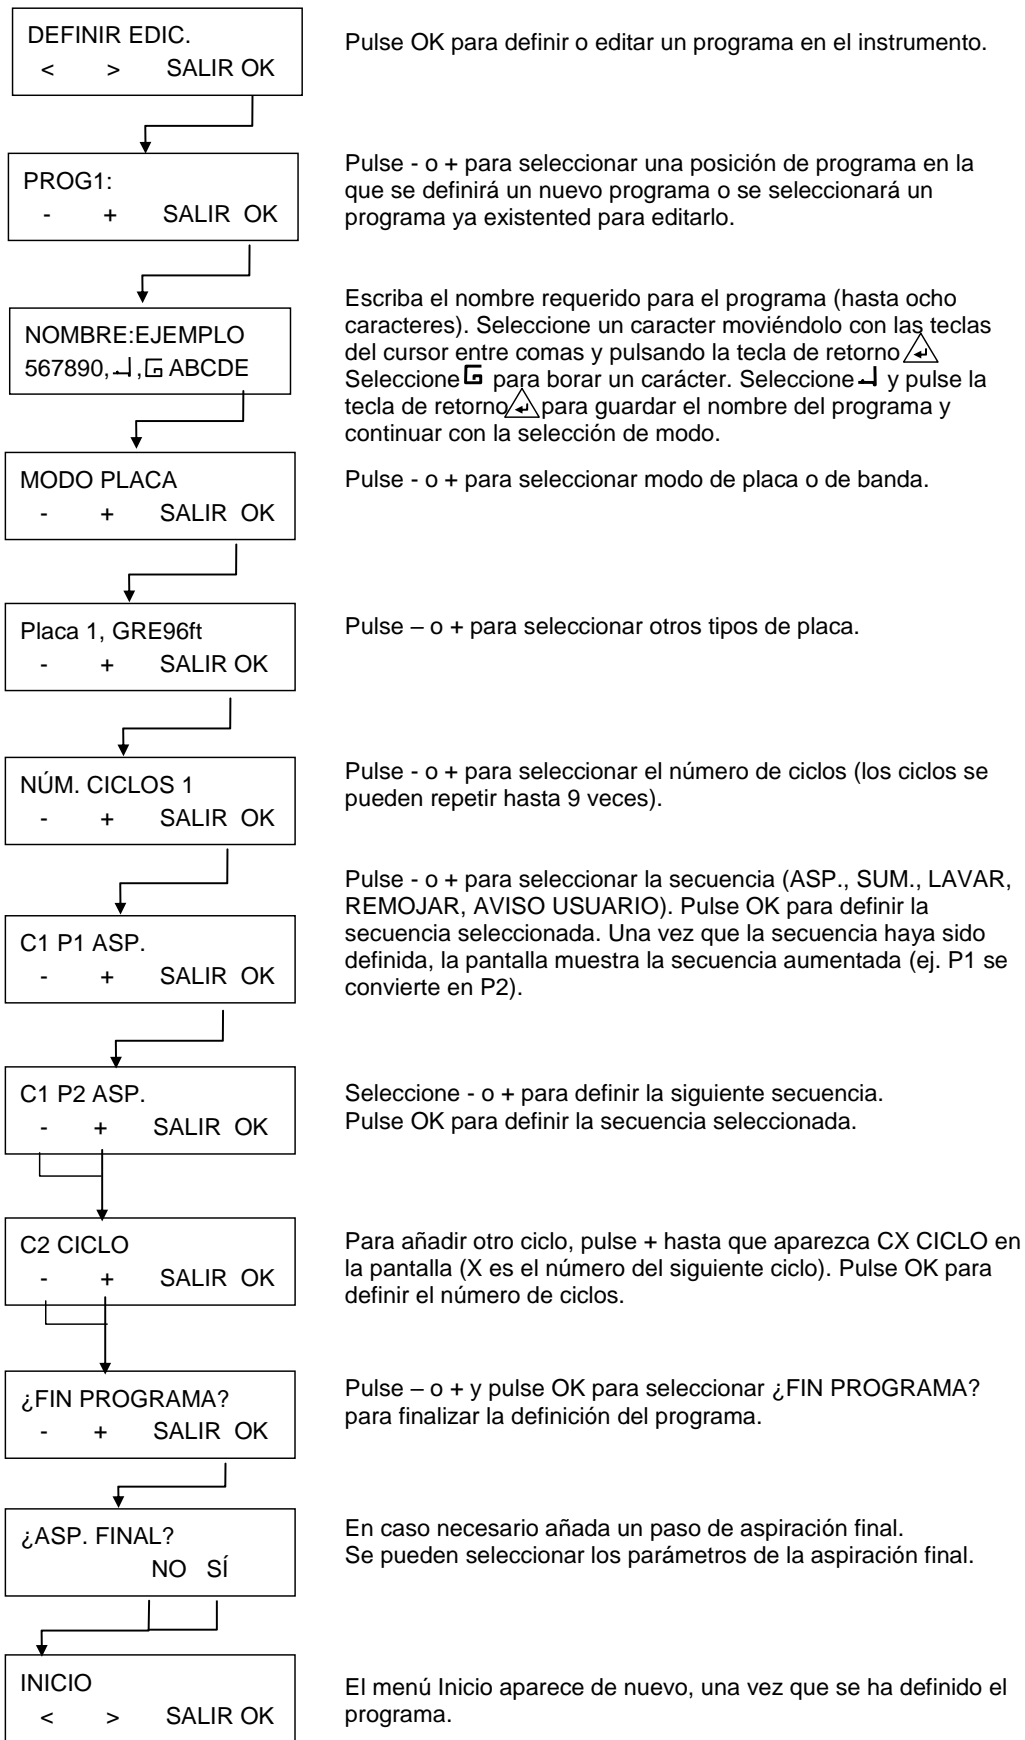 DEFINIR EDIC.
< > SALIR OK
Pulse OK para definir o editar un programa en el instrumento.
PROG1:
- + SALIR OK
Pulse - o + para seleccionar una posición de programa en la
que se definirá un nuevo programa o se seleccionará un
programa ya existented para editarlo.
NOMBRE:EJEMPLO
567890, ,  ABCDE
Escriba el nombre requerido para el programa (hasta ocho
caracteres). Seleccione un caracter moviéndolo con las teclas
del cursor entre comas y pulsando la tecla de retorno
Seleccione para borar un carácter. Seleccione y pulse la
tecla de retorno para guardar el nombre del programa y
continuar con la selección de modo.
MODO PLACA
- + SALIR OK
Pulse - o + para seleccionar modo de placa o de banda.
Placa 1, GRE96ft
- + SALIR OK
Pulse – o + para seleccionar otros tipos de placa.
NÚM. CICLOS 1
- + SALIR OK
Pulse - o + para seleccionar el número de ciclos (los ciclos se
pueden repetir hasta 9 veces).
C1 P1 ASP.
- + SALIR OK
Pulse - o + para seleccionar la secuencia (ASP., SUM., LAVAR,
REMOJAR, AVISO USUARIO). Pulse OK para definir la
secuencia seleccionada. Una vez que la secuencia haya sido
definida, la pantalla muestra la secuencia aumentada (ej. P1 se
convierte en P2).
C1 P2 ASP.
- + SALIR OK
Seleccione - o + para definir la siguiente secuencia.
Pulse OK para definir la secuencia seleccionada.
C2 CICLO
- + SALIR OK
Para añadir otro ciclo, pulse + hasta que aparezca CX CICLO en
la pantalla (X es el número del siguiente ciclo). Pulse OK para
definir el número de ciclos.
¿FIN PROGRAMA?
- + SALIR OK
Pulse – o + y pulse OK para seleccionar ¿FIN PROGRAMA?
para finalizar la definición del programa.
¿ASP. FINAL?
NO SÍ
En caso necesario añada un paso de aspiración final.
Se pueden seleccionar los parámetros de la aspiración final.
INICIO
< > SALIR OK
El menú Inicio aparece de nuevo, una vez que se ha definido el
programa.